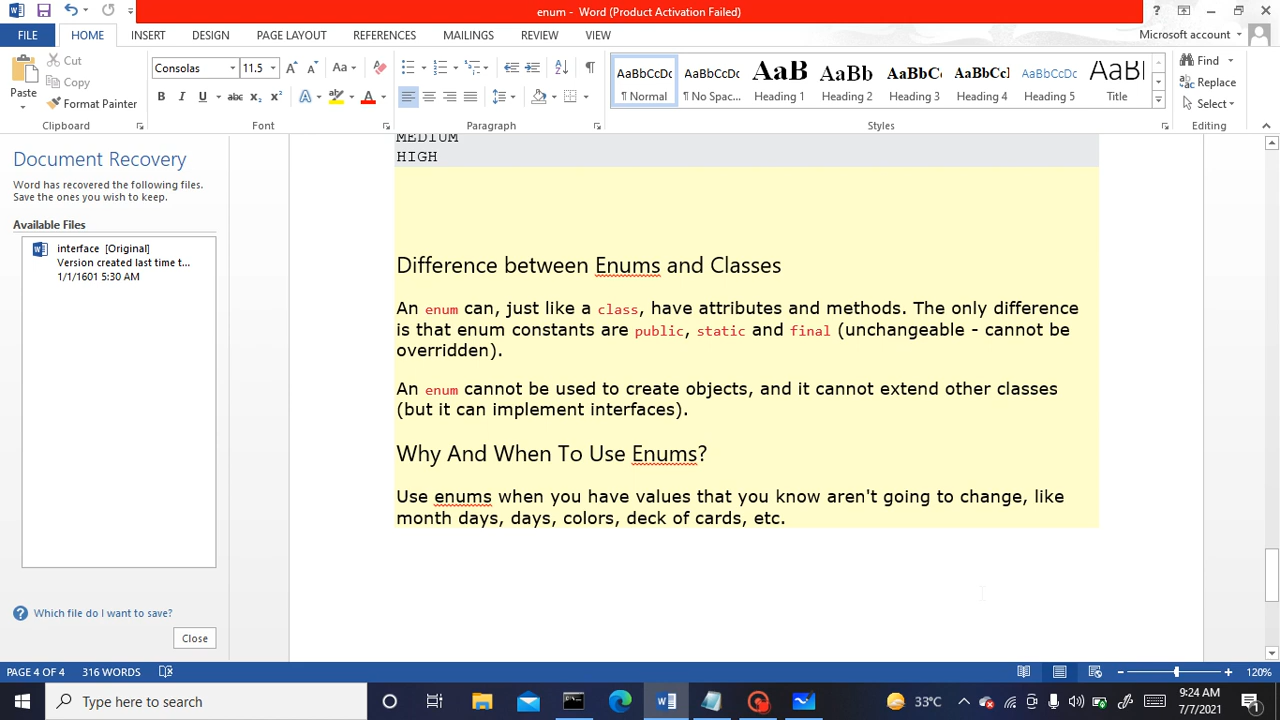 enum - Word (Product Activation Failed)
FILE HOME INSERT DESIGN PAGE LAYOUT REFERENCES MAILINGS REVIEW VIEW Microsoft account
Paste
Cut
Copy
Format Painter
Clipboard
Consolas 11.5
Font
Paragraph
AaBbCcDc AaBbCcDc AaB AaBb AaBbC AaBbCcI AaBbCcDc AaBl
¶ Normal ¶ No Spac... Heading 1 Heading 2 Heading 3 Heading 4 Heading 5 Title
Styles
Find
Replace
Select
Editing
Document Recovery
Word has recovered the following files.
Save the ones you wish to keep.
Available Files
interface [Original]
Version created last time t...
1/1/1601 5:30 AM
Which file do I want to save?
Close
MEDIUM
HIGH
Difference between Enums and Classes
An enum can, just like a class, have attributes and methods. The only difference
is that enum constants are public, static and final (unchangeable - cannot be
overridden).
An enum cannot be used to create objects, and it cannot extend other classes
(but it can implement interfaces).
Why And When To Use Enums?
Use enums when you have values that you know aren't going to change, like
month days, days, colors, deck of cards, etc.
PAGE 4 OF 4 316 WORDS 120%
Type here to search
33°C
9:24 AM
7/7/2021